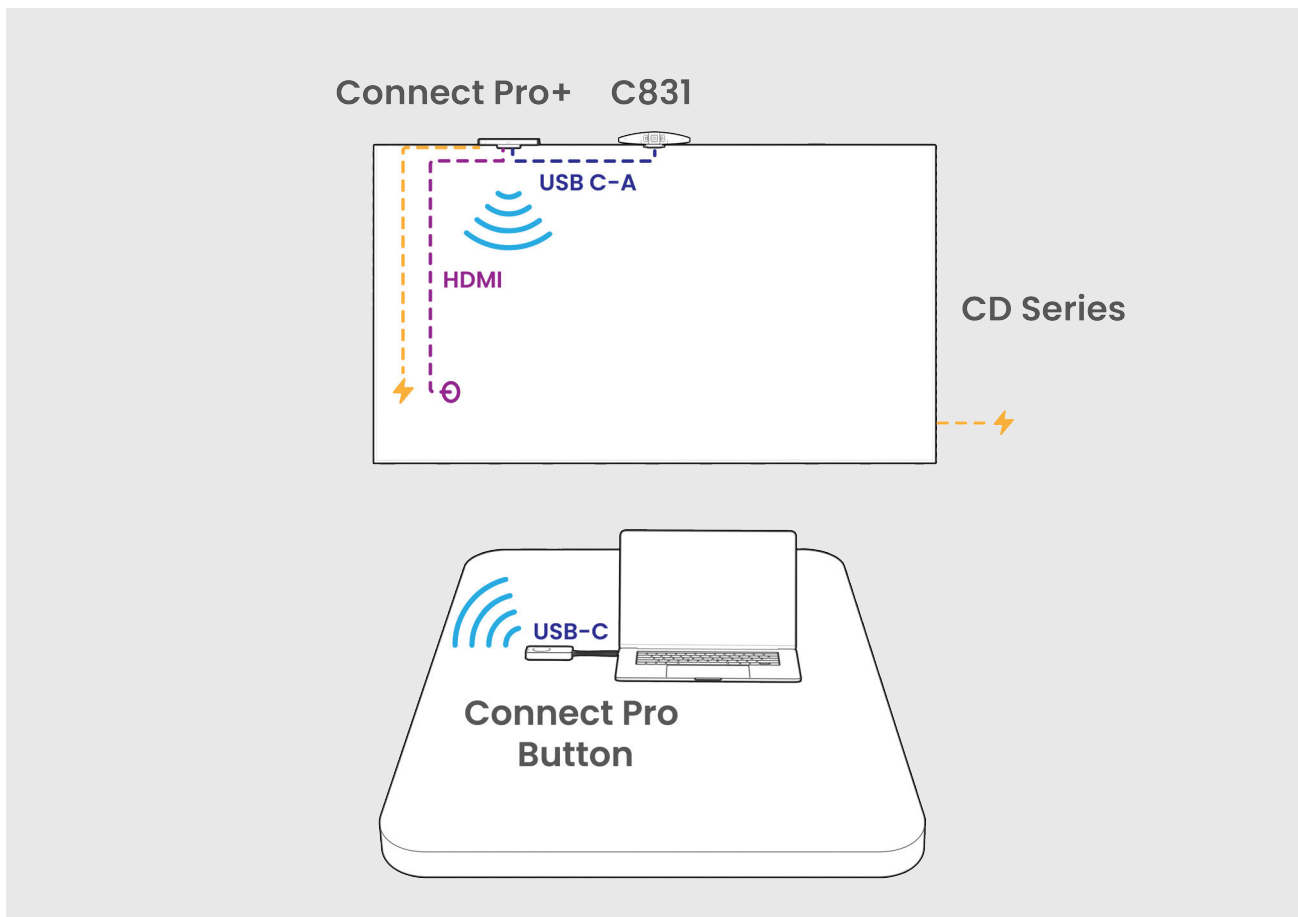 Connect Pro+
C831
USB C-A
HDMI
CD Series
USB-C
Connect Pro
Button